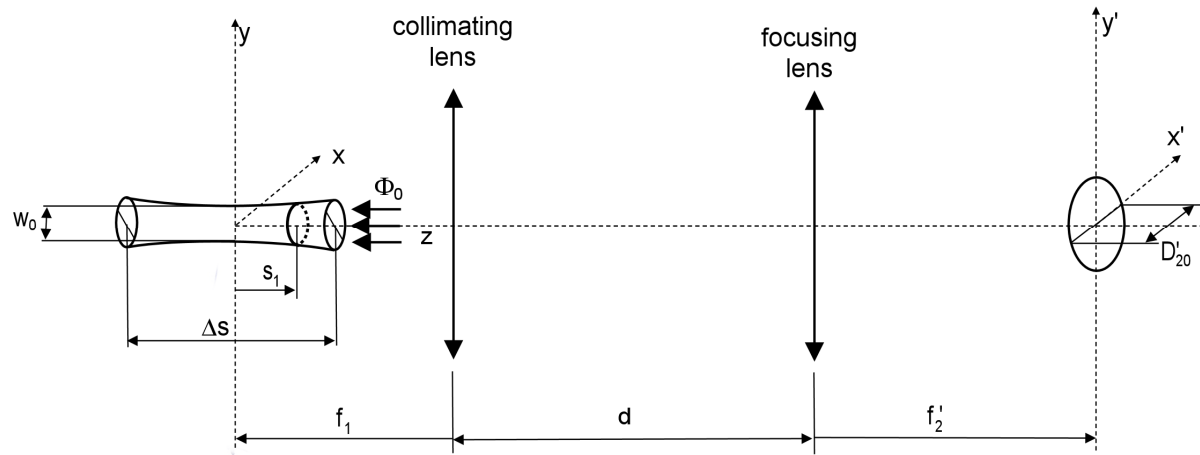 y
collimating
lens
focusing
lens
y'
x
x'
Φ₀
w₀
z
s₁
D'₂₀
Δs
f₁
d
f'₂